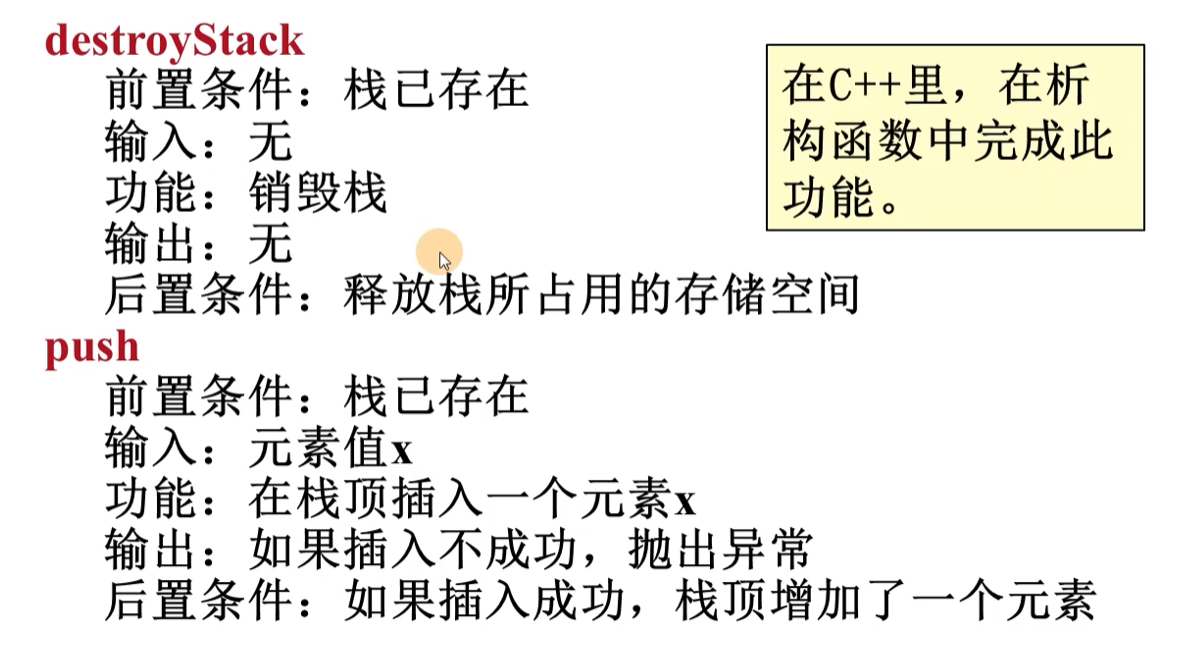 destroyStack
前置条件：栈已存在
输入：无
功能：销毁栈
输出：无
后置条件：释放栈所占用的存储空间
在C++里，在析
构函数中完成此
功能。
push
前置条件：栈已存在
输入：元素值x
功能：在栈顶插入一个元素x
输出：如果插入不成功，抛出异常
后置条件：如果插入成功，栈顶增加了一个元素